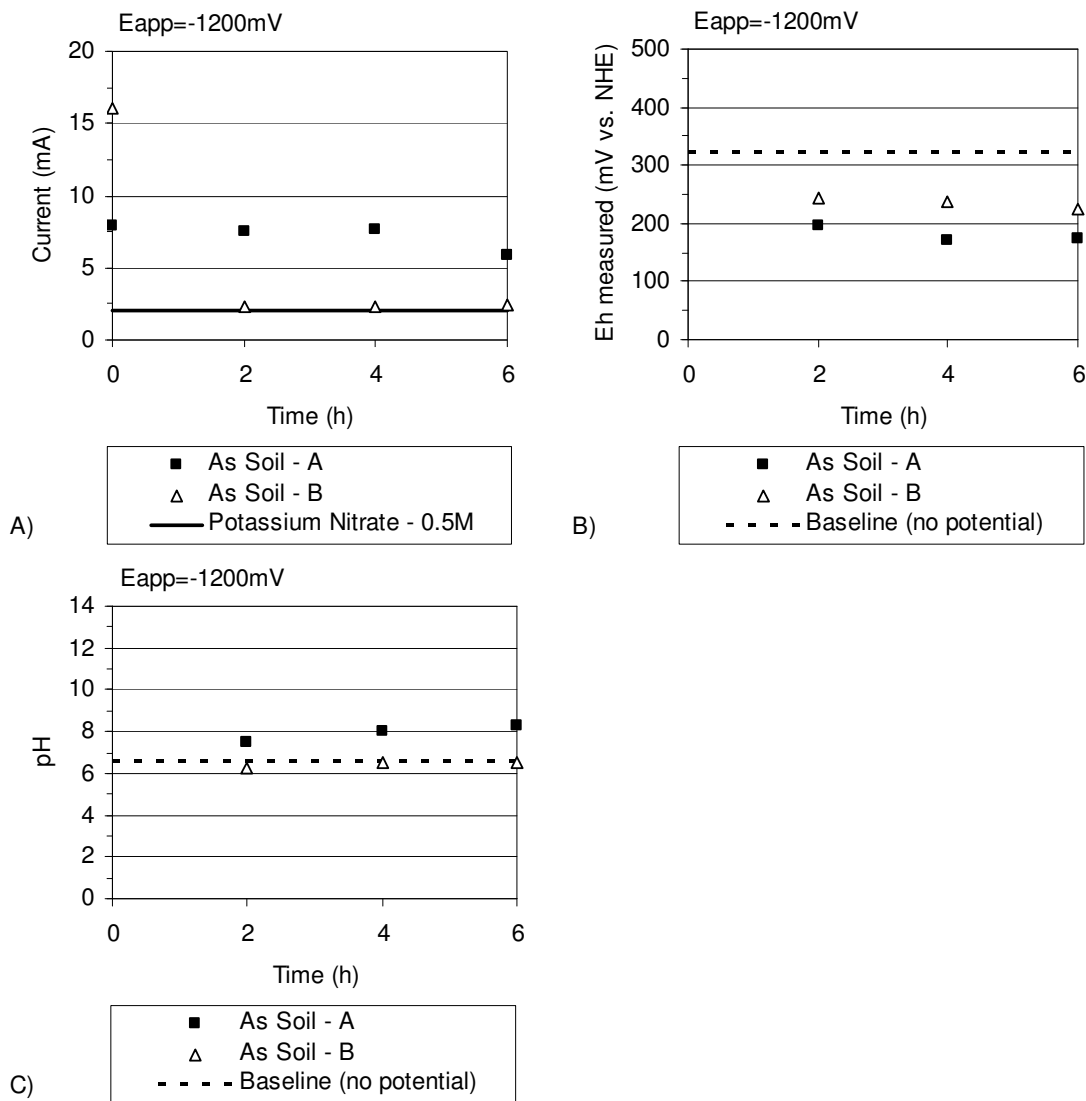 Eapp=-1200mV
20
15
10
5
0
Current (mA)
0 2 4 6
Time (h)
As Soil - A
As Soil - B
Potassium Nitrate - 0.5M
A)
Eapp=-1200mV
500
400
300
200
100
0
Eh measured (mV vs. NHE)
0 2 4 6
Time (h)
As Soil - A
As Soil - B
Baseline (no potential)
B)
Eapp=-1200mV
14
12
10
8
6
4
2
0
pH
0 2 4 6
Time (h)
As Soil - A
As Soil - B
Baseline (no potential)
C)